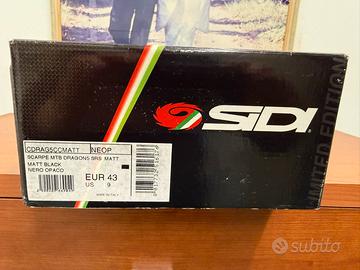 SIDI
LIMITED EDITION
CDRAG5CCMATT NEOP
SCARPE MTB DRAGON5 SRS MATT
MATT BLACK
NERO OPACO
EUR 43
US 9
subito